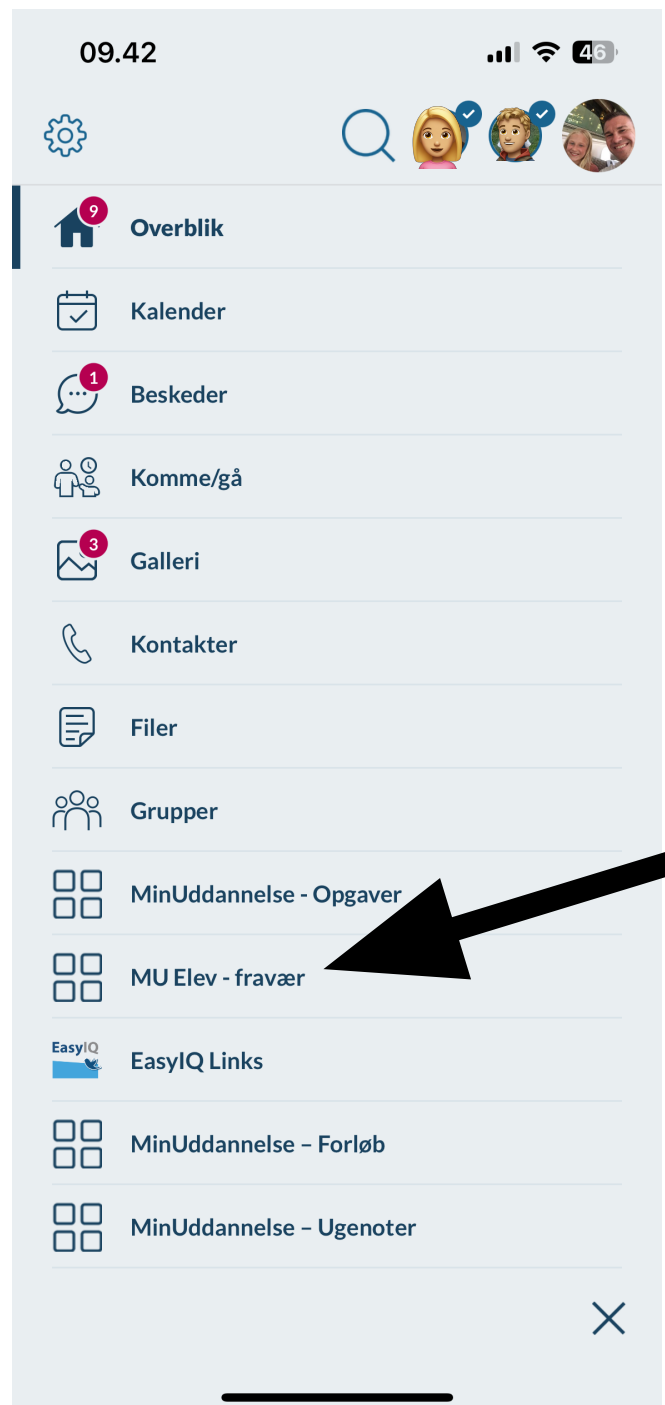 09.42
46
9
Overblik
Kalender
1
Beskeder
Komme/gå
3
Galleri
Kontakter
Filer
Grupper
MinUddannelse - Opgaver
MU Elev - fravær
EasyIQ
EasyIQ Links
MinUddannelse – Forløb
MinUddannelse – Ugenoter